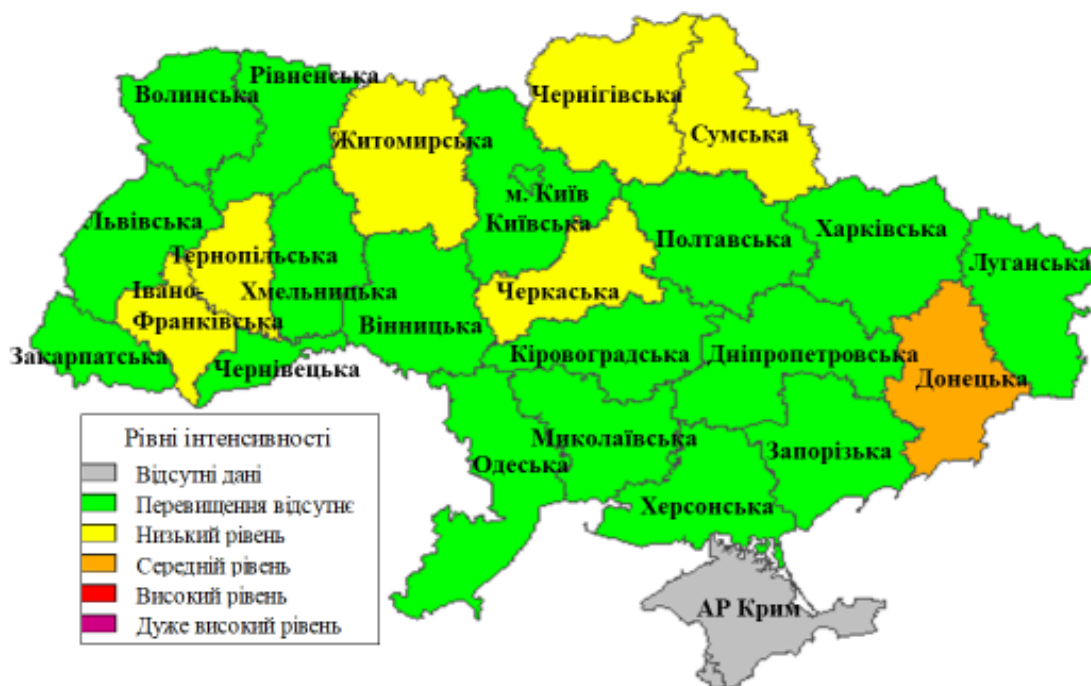 Рівненська
Волинська
Чернігівська
Сумська
Житомирська
м. Київ
Київська
Львівська
Тернопільська
Полтавська
Харківська
Луганська
Івано-
Франківська
Хмельницька
Черкаська
Вінницька
Закарпатська
Чернівецька
Кіровоградська
Дніпропетровська
Донецька
Миколаївська
Одеська
Запорізька
Херсонська
АР Крим
Рівні інтенсивності
Відсутні дані
Перевищення відсутнє
Низький рівень
Середній рівень
Високий рівень
Дуже високий рівень